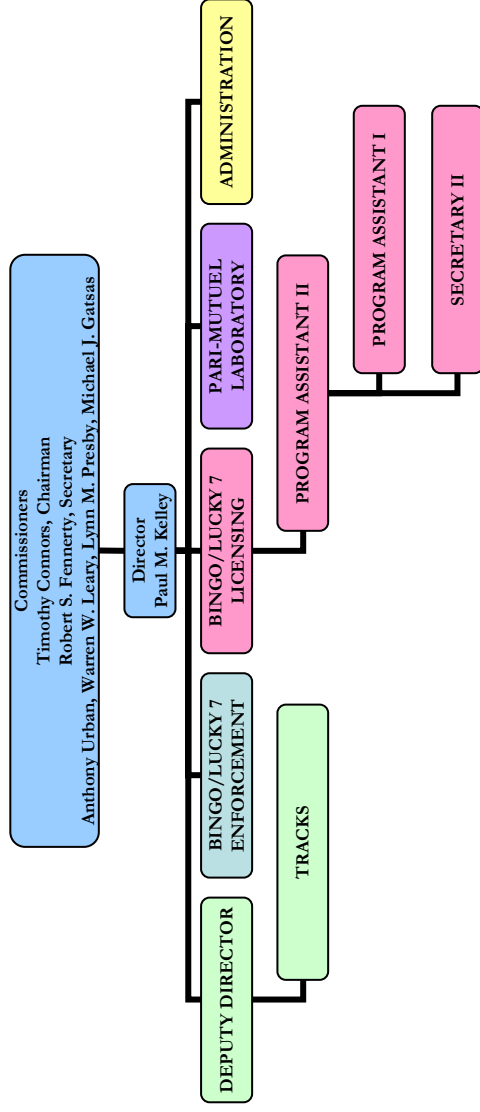 Commissioners
Timothy Connors, Chairman
Robert S. Fennerty, Secretary
Anthony Urban, Warren W. Leary, Lynn M. Presby, Michael J. Gatsas
Director
Paul M. Kelley
DEPUTY DIRECTOR
BINGO/LUCKY 7
ENFORCEMENT
BINGO/LUCKY 7
LICENSING
PARI-MUTUEL
LABORATORY
ADMINISTRATION
TRACKS
PROGRAM ASSISTANT II
PROGRAM ASSISTANT I
SECRETARY II